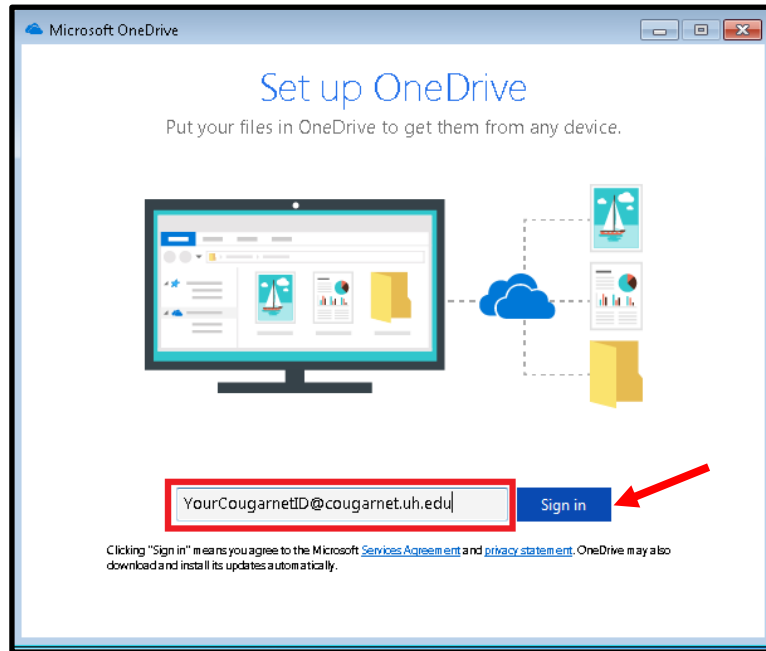 Microsoft OneDrive
Set up OneDrive
Put your files in OneDrive to get them from any device.
YourCougarnetID@cougarnet.uh.edu
Sign in
Clicking "Sign in" means you agree to the Microsoft Services Agreement and privacy statement. OneDrive may also
download and install its updates automatically.